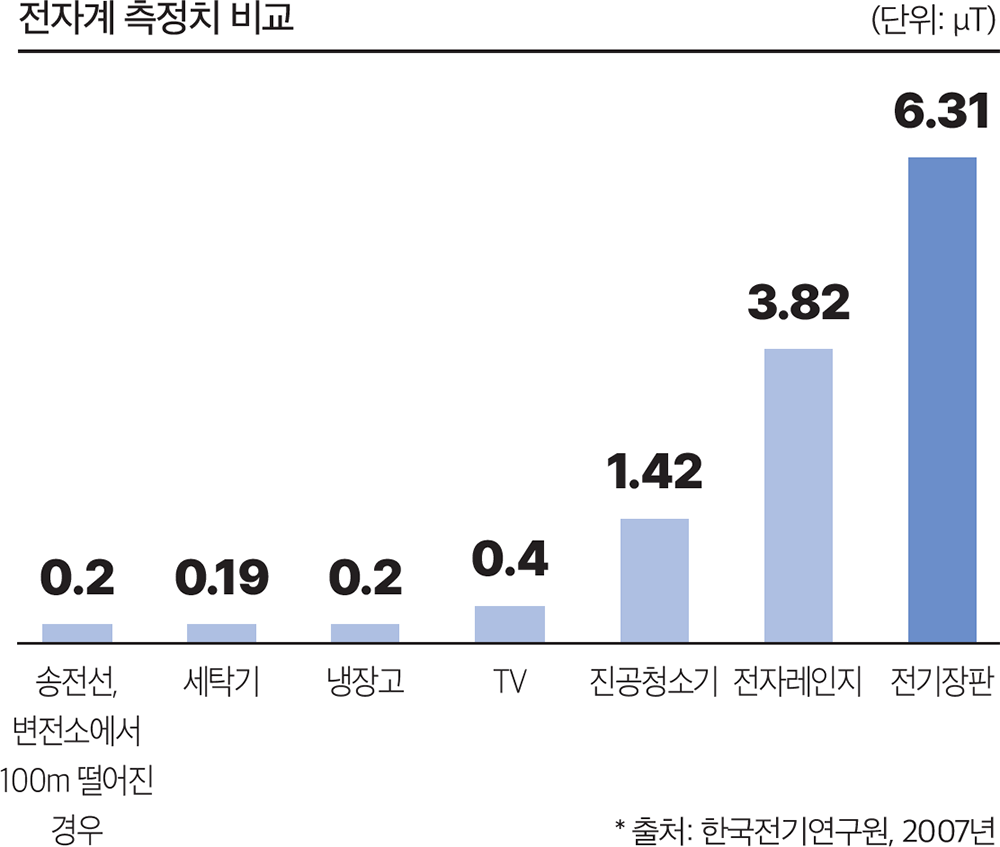 전자계 측정치 비교 (단위: μT)
6.31
3.82
1.42
0.4
0.2 0.19 0.2
송전선, 세탁기 냉장고 TV 진공청소기 전자레인지 전기장판
변전소에서
100m 떨어진
경우
* 출처: 한국전기연구원, 2007년